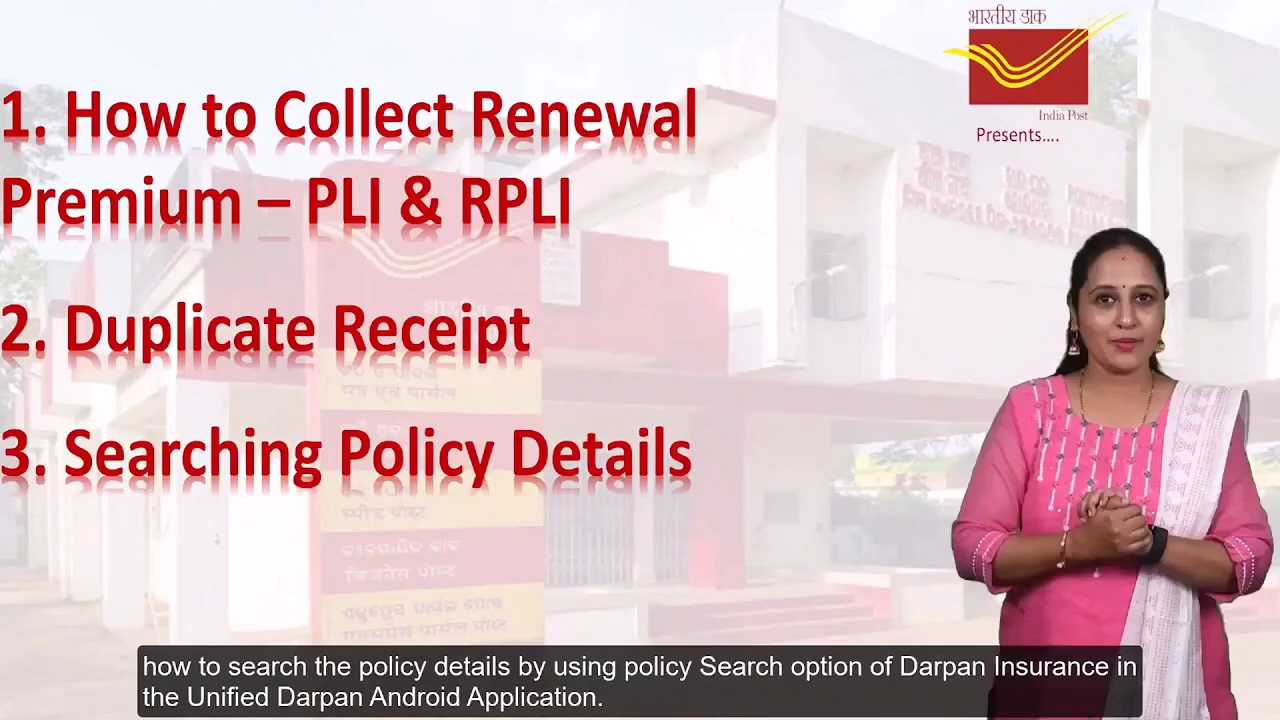 भारतीय डाक
India Post
Presents....
1. How to Collect Renewal
Premium – PLI & RPLI
2. Duplicate Receipt
3. Searching Policy Details
भारतीय डाक
ସ୍ପୀଡ ପୋଷ୍ଟ
स्पीड पोस्ट
बिजनेस पोस्ट
how to search the policy details by using policy Search option of Darpan Insurance in
the Unified Darpan Android Application.